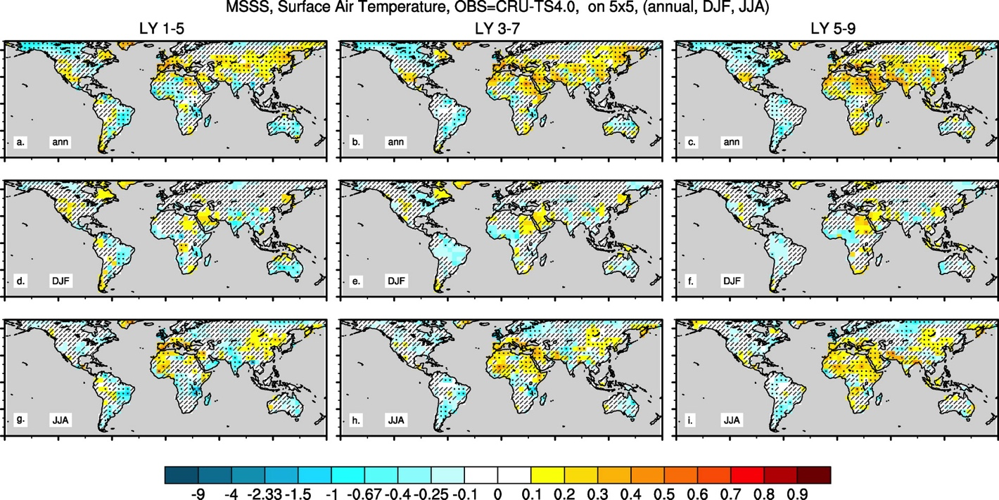 MSSS, Surface Air Temperature, OBS=CRU-TS4.0, on 5x5, (annual, DJF, JJA)
LY 1-5 LY 3-7 LY 5-9
a. ann b. ann c. ann
d. DJF e. DJF f. DJF
g. JJA h. JJA i. JJA
-9 -4 -2.33 -1.5 -1 -0.67 -0.4 -0.25 -0.1 0 0.1 0.2 0.3 0.4 0.5 0.6 0.7 0.8 0.9